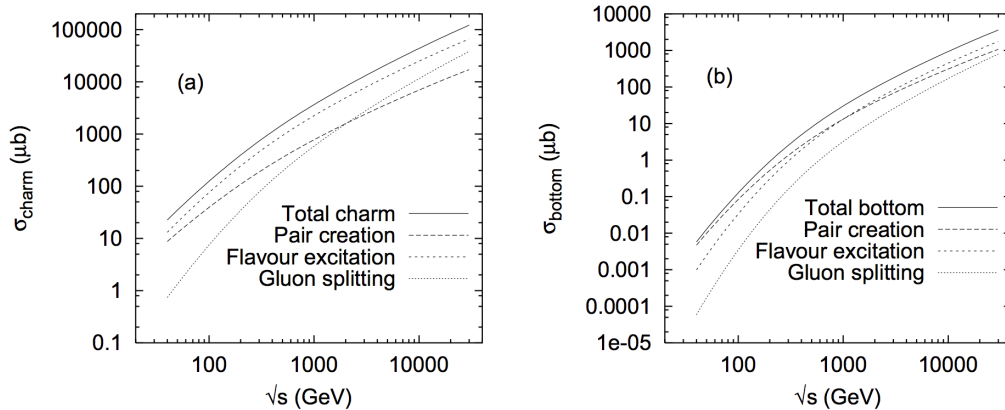 (a)
σcharm (μb)
100000
10000
1000
100
10
1
0.1
Total charm
Pair creation
Flavour excitation
Gluon splitting
100 1000 10000
√s (GeV)
(b)
σbottom (μb)
10000
1000
100
10
1
0.1
0.01
0.001
0.0001
1e-05
Total bottom
Pair creation
Flavour excitation
Gluon splitting
100 1000 10000
√s (GeV)